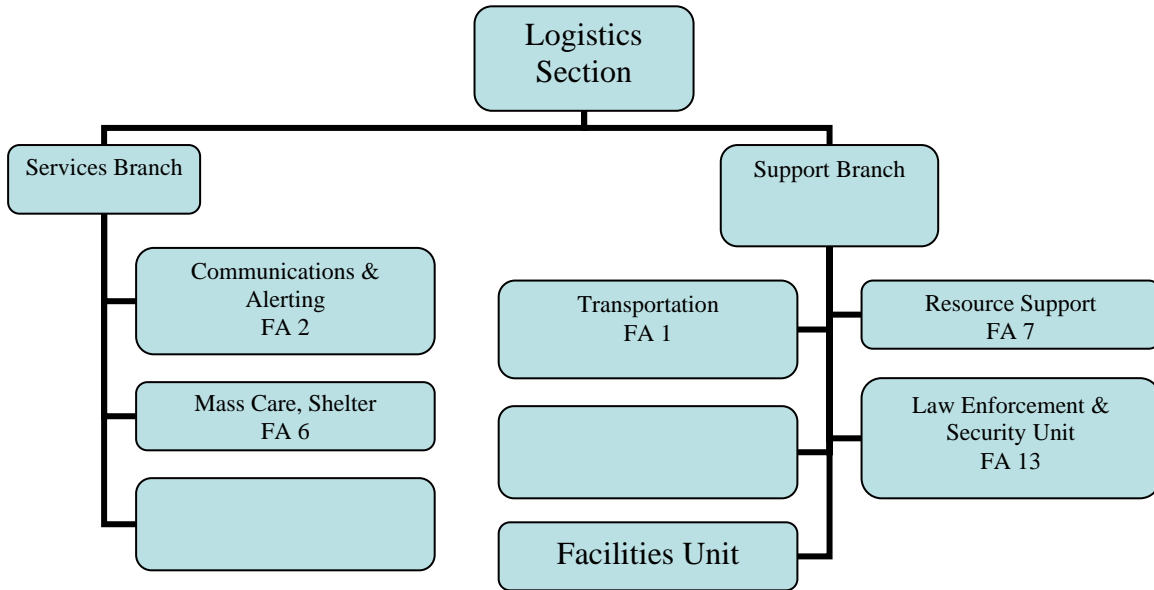 Logistics
Section
Services Branch
Support Branch
Communications &
Alerting
FA 2
Mass Care, Shelter
FA 6
Transportation
FA 1
Facilities Unit
Resource Support
FA 7
Law Enforcement &
Security Unit
FA 13